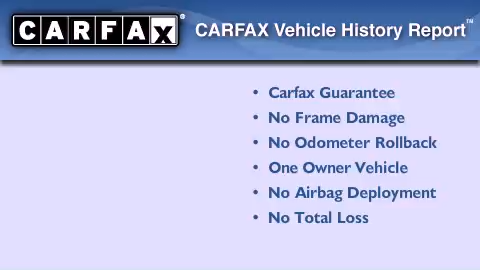 CARFAX® CARFAX Vehicle History Report™
• Carfax Guarantee
• No Frame Damage
• No Odometer Rollback
• One Owner Vehicle
• No Airbag Deployment
• No Total Loss